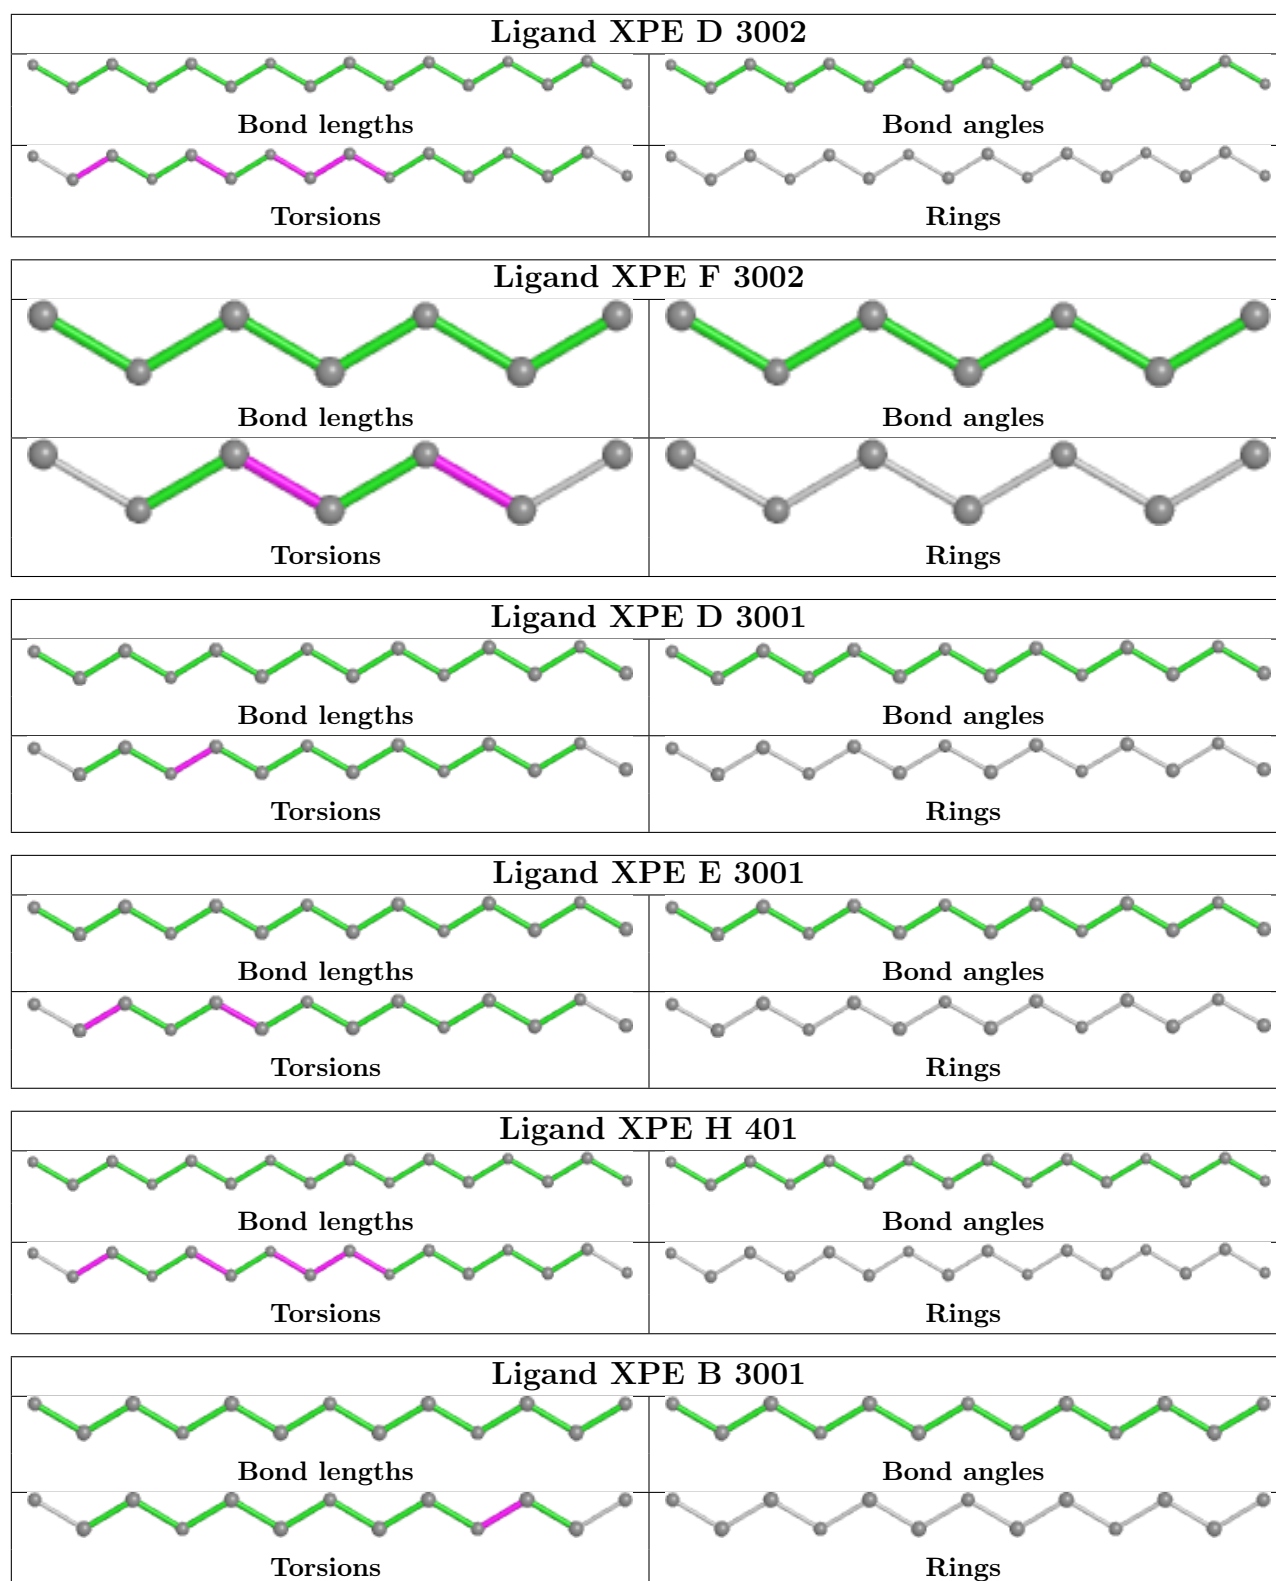 Ligand XPE D 3002
Bond lengths Bond angles
Torsions Rings
Ligand XPE F 3002
Bond lengths Bond angles
Torsions Rings
Ligand XPE D 3001
Bond lengths Bond angles
Torsions Rings
Ligand XPE E 3001
Bond lengths Bond angles
Torsions Rings
Ligand XPE H 401
Bond lengths Bond angles
Torsions Rings
Ligand XPE B 3001
Bond lengths Bond angles
Torsions Rings